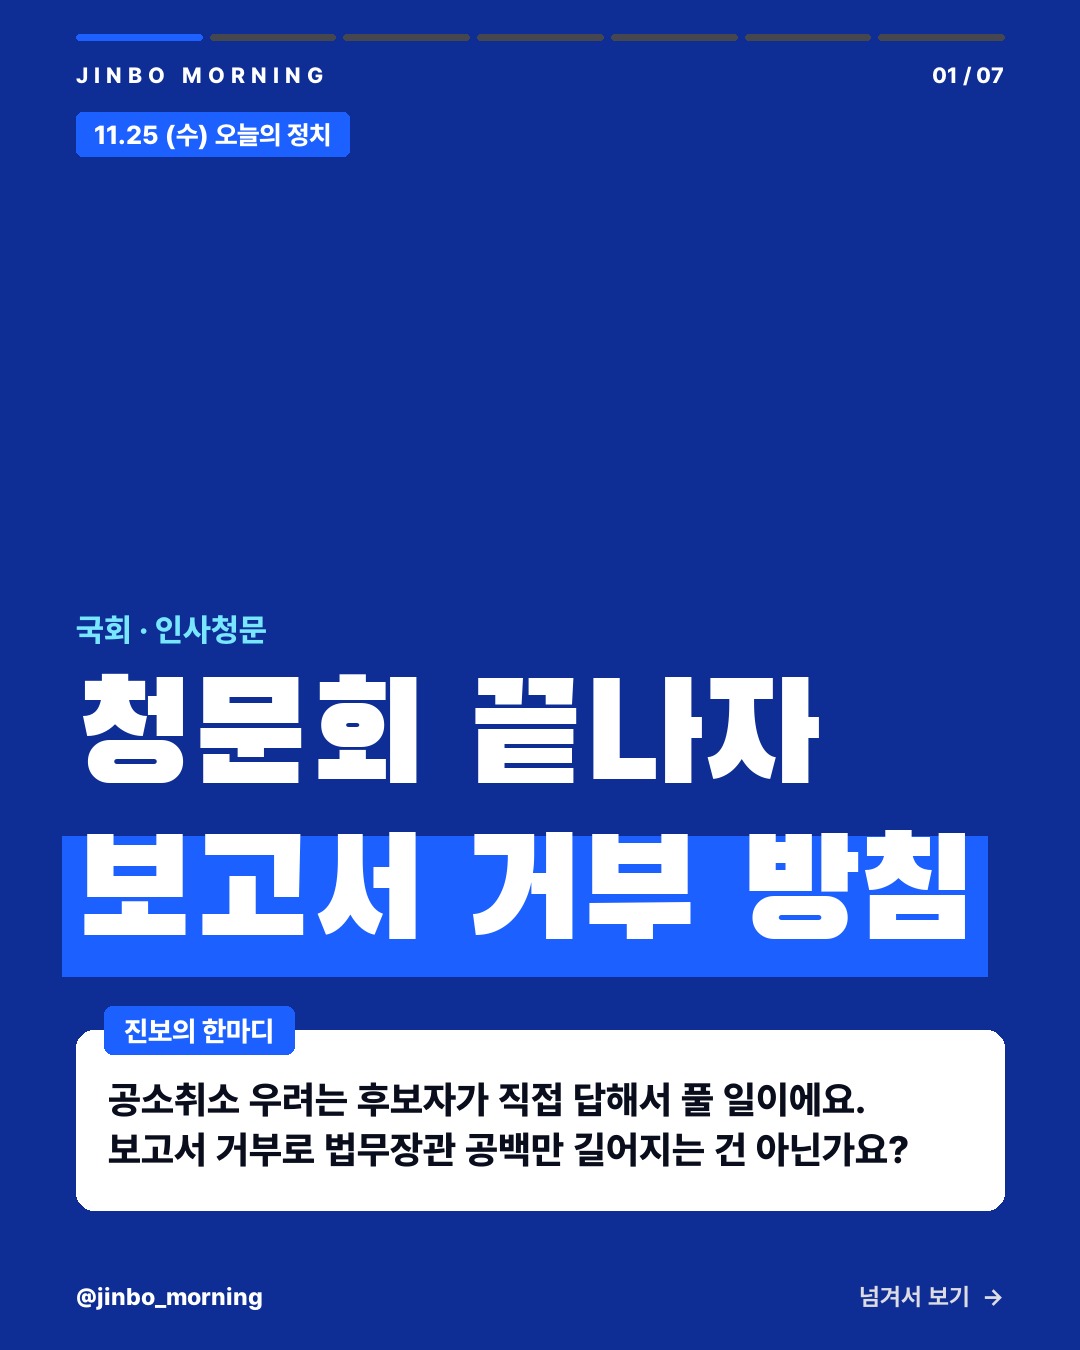 JINBO MORNING
01 / 07
11.25 (수) 오늘의 정치
국회 · 인사청문
청문회 끝나자
보고서 거부 방침
진보의 한마디
공소취소 우려는 후보자가 직접 답해서 풀 일이에요.
보고서 거부로 법무장관 공백만 길어지는 건 아닌가요?
@jinbo_morning
넘겨서 보기 →